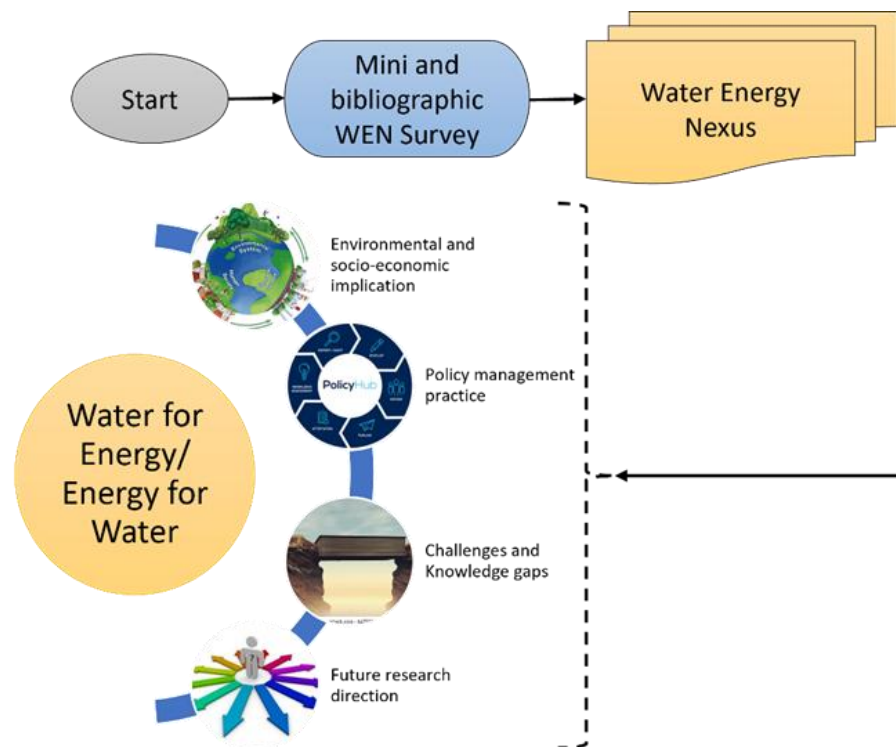 Start
Mini and
bibliographic
WEN Survey
Water Energy
Nexus
Environmental and
socio-economic
implication
PolicyHub
Policy management
practice
Water for
Energy/
Energy for
Water
Challenges and
Knowledge gaps
Future research
direction